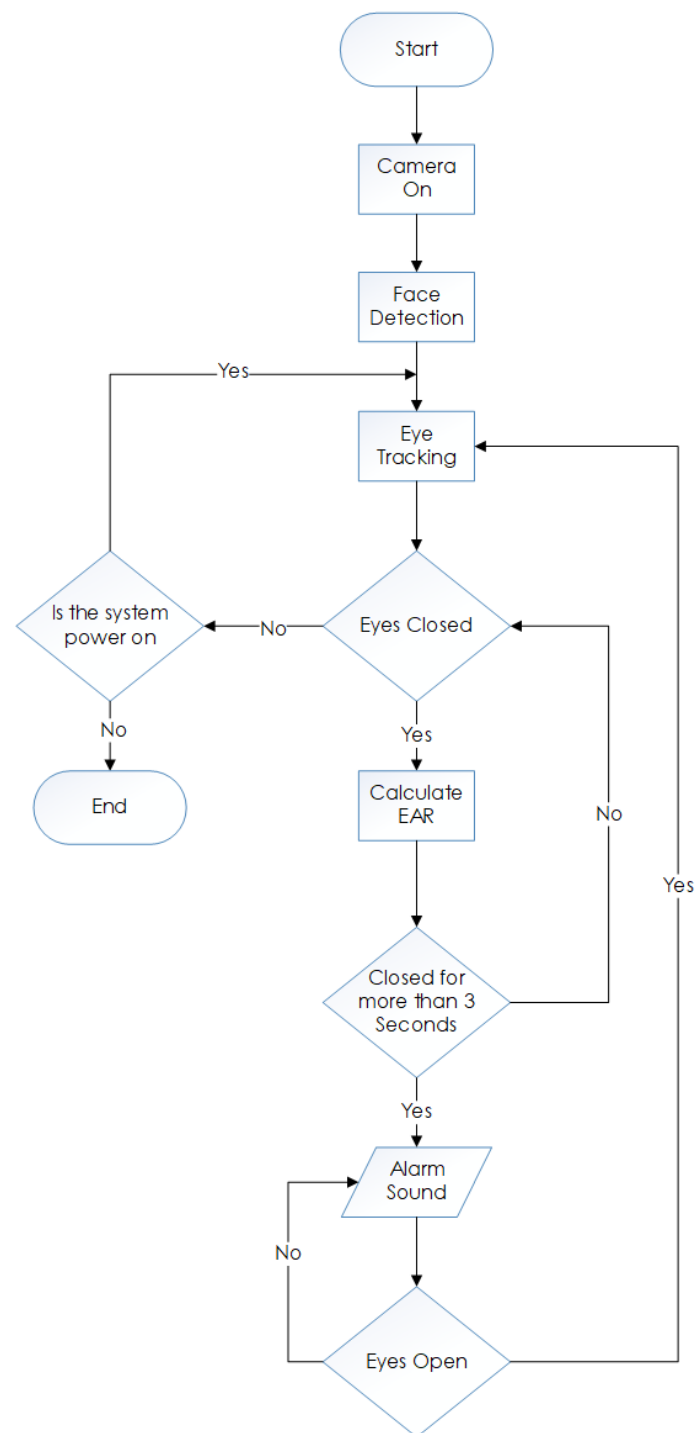 Start
Camera
On
Face
Detection
Yes
Eye
Tracking
Is the system
power on
No
Eyes Closed
No
Yes
End
Calculate
EAR
No
Yes
Closed for
more than 3
Seconds
Yes
Alarm
Sound
No
Eyes Open